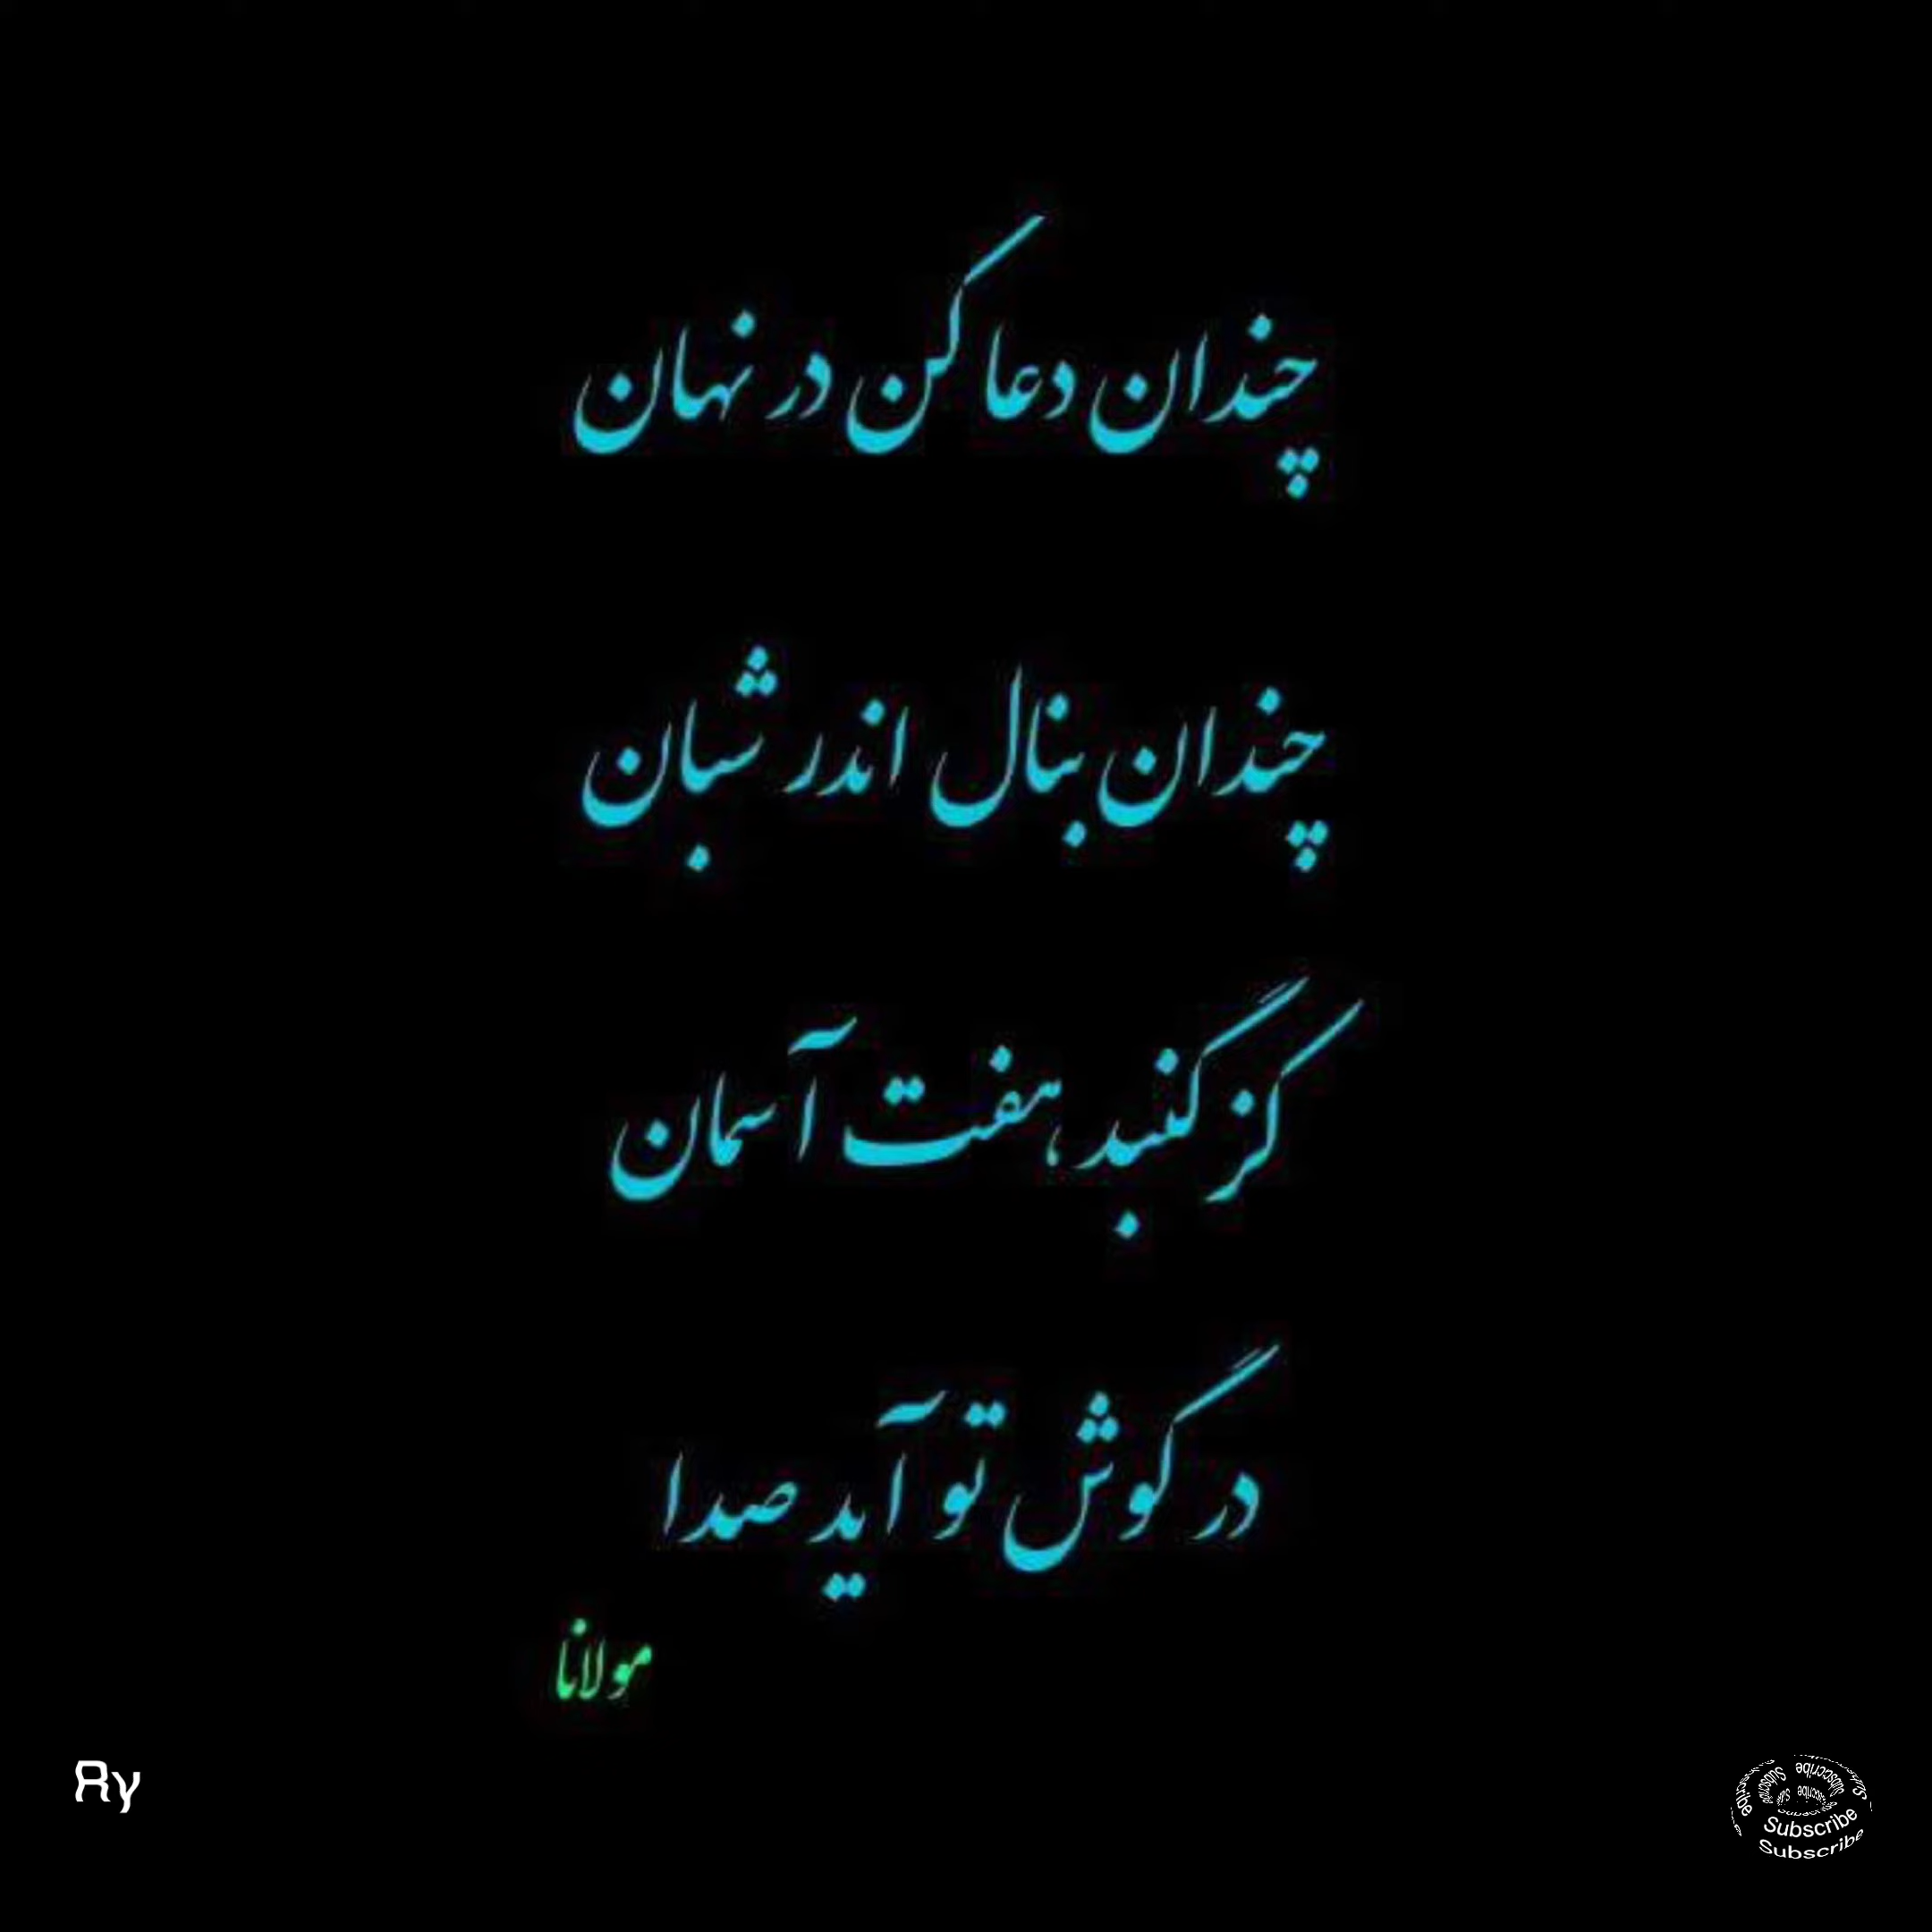 چندان دعا کن در نهان
چندان بنال اندر شبان
کز گنبد هفت آسمان
در گوش تو آید صدا
مولانا
Ry
Subscribe
Subscribe